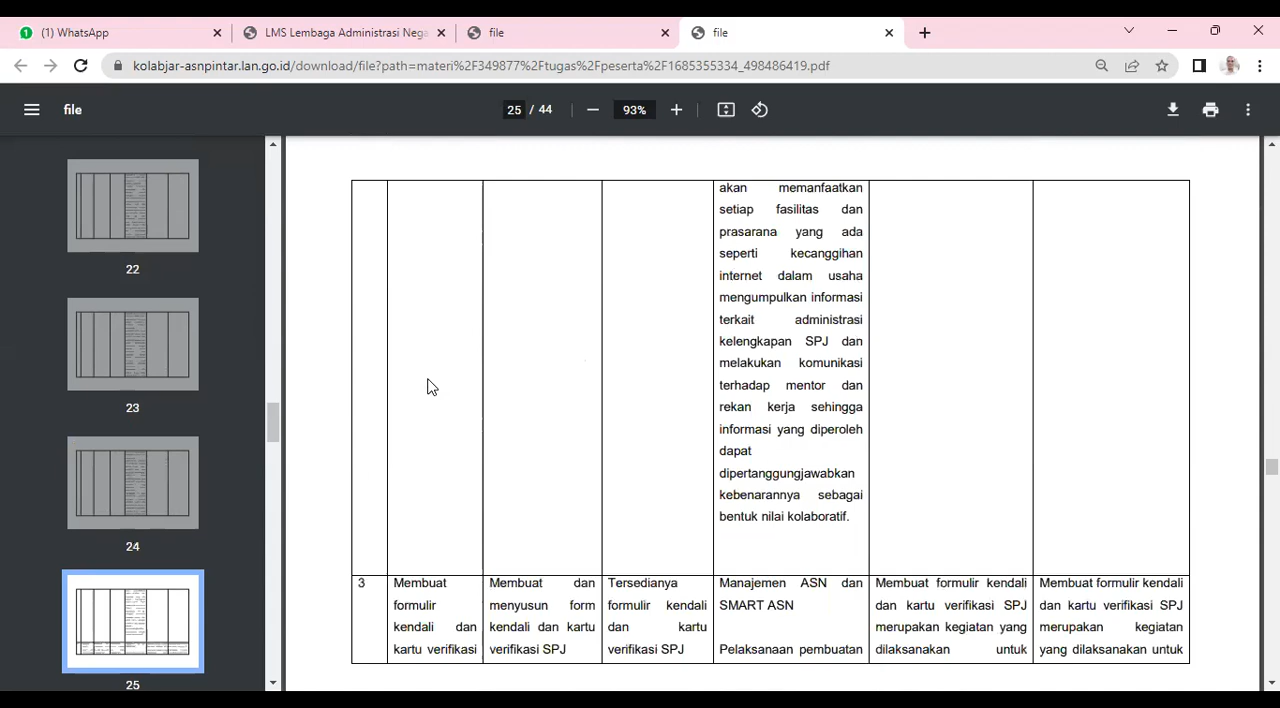 (1) WhatsApp
LMS Lembaga Administrasi Nega
file
file
kolabjar-asnpintar.lan.go.id/download/file?path=materi%2F349877%2Ftugas%2Fpeserta%2F1685355334_498486419.pdf
file
25 / 44
93%
22
23
24
25
akan memanfaatkan
setiap fasilitas dan
prasarana yang ada
seperti kecanggihan
internet dalam usaha
mengumpulkan informasi
terkait administrasi
kelengkapan SPJ dan
melakukan komunikasi
terhadap mentor dan
rekan kerja sehingga
informasi yang diperoleh
dapat
dipertanggungjawabkan
kebenarannya sebagai
bentuk nilai kolaboratif.
3
Membuat
formulir
kendali dan
kartu verifikasi
Membuat dan
menyusun form
kendali dan kartu
verifikasi SPJ
Tersedianya
formulir kendali
dan kartu
verifikasi SPJ
Manajemen ASN dan
SMART ASN
Pelaksanaan pembuatan
Membuat formulir kendali
dan kartu verifikasi SPJ
merupakan kegiatan yang
dilaksanakan untuk
Membuat formulir kendali
dan kartu verifikasi SPJ
merupakan kegiatan
yang dilaksanakan untuk